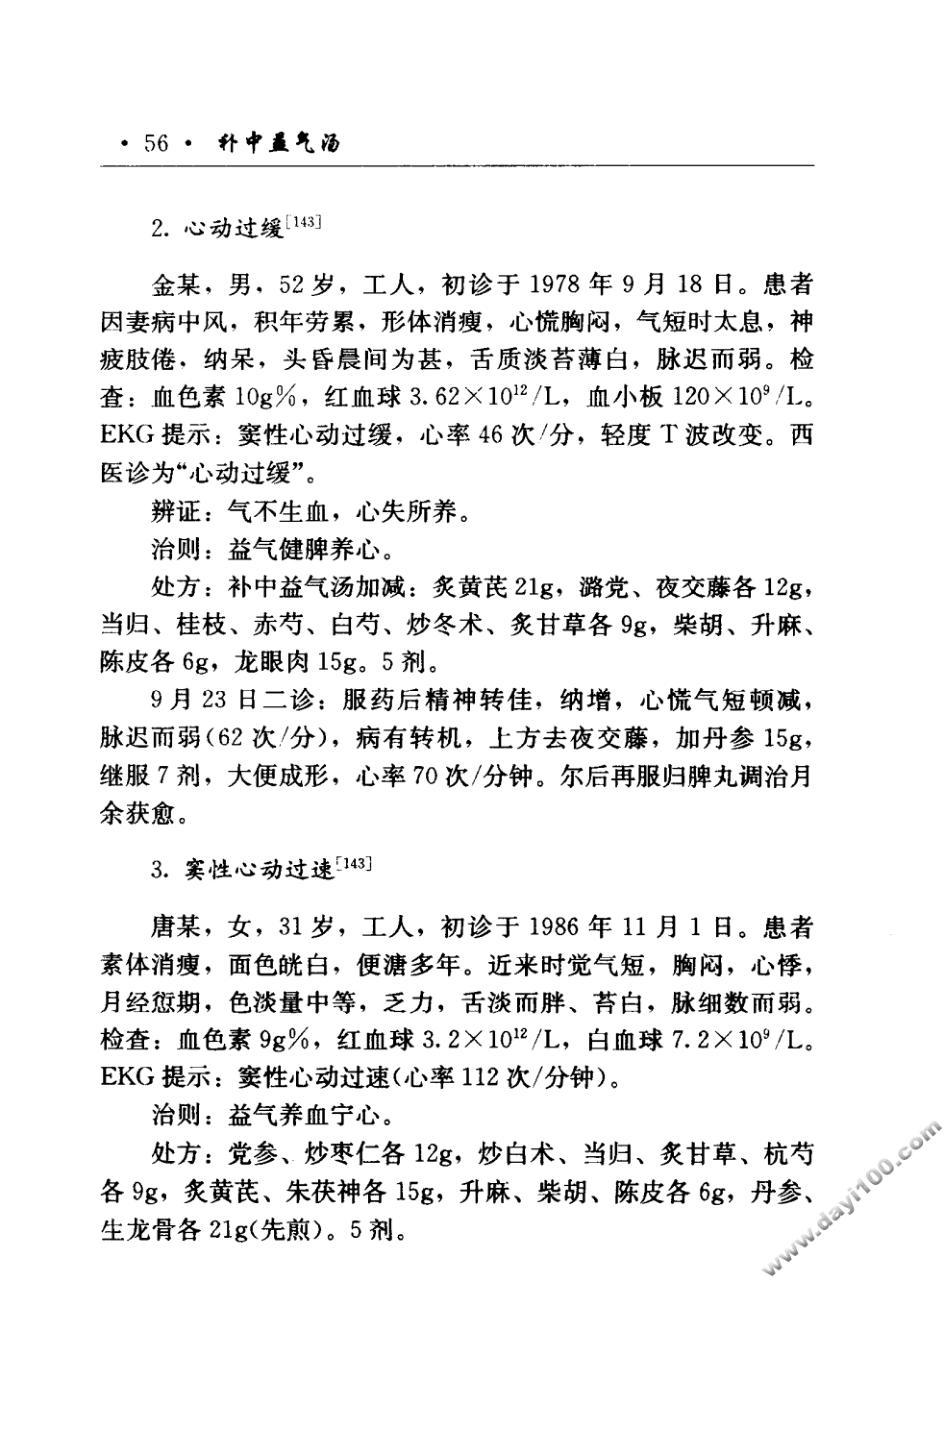 · 56 · 补中益气汤
2. 心动过缓[143]
金某，男，52岁，工人，初诊于1978年9月18日。患者
因妻病中风，积年劳累，形体消瘦，心慌胸闷，气短时太息，神
疲肢倦，纳呆，头昏晨间为甚，舌质淡苔薄白，脉迟而弱。检
查：血色素10g%，红血球3.62×10¹²/L，血小板120×10⁹/L。
EKG提示：窦性心动过缓，心率46次/分，轻度T波改变。西
医诊为“心动过缓”。
辨证：气不生血，心失所养。
治则：益气健脾养心。
处方：补中益气汤加减：炙黄芪21g，潞党、夜交藤各12g，
当归、桂枝、赤芍、白芍、炒冬术、炙甘草各9g，柴胡、升麻、
陈皮各6g，龙眼肉15g。5剂。
9月23日二诊：服药后精神转佳，纳增，心慌气短顿减，
脉迟而弱(62次/分)，病有转机，上方去夜交藤，加丹参15g，
继服7剂，大便成形，心率70次/分钟。尔后再服归脾丸调治月
余获愈。
3. 窦性心动过速[143]
唐某，女，31岁，工人，初诊于1986年11月1日。患者
素体消瘦，面色㿠白，便溏多年。近来时觉气短，胸闷，心悸，
月经愆期，色淡量中等，乏力，舌淡而胖、苔白，脉细数而弱。
检查：血色素9g%，红血球3.2×10¹²/L，白血球7.2×10⁹/L。
EKG提示：窦性心动过速(心率112次/分钟)。
治则：益气养血宁心。
处方：党参、炒枣仁各12g，炒白术、当归、炙甘草、杭芍
各9g，炙黄芪、朱茯神各15g，升麻、柴胡、陈皮各6g，丹参、
生龙骨各21g(先煎)。5剂。
www.dayi100.com